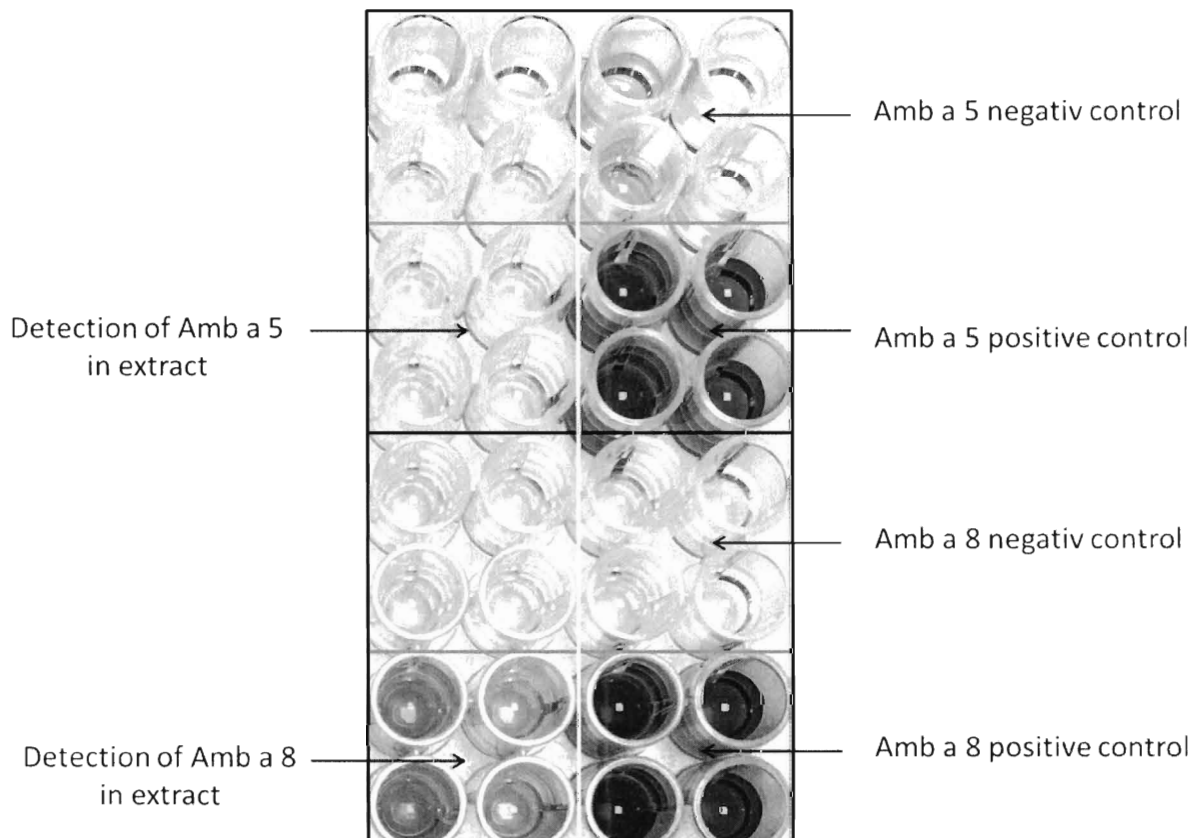 Amb a 5 negativ control
Detection of Amb a 5
in extract
Amb a 5 positive control
Amb a 8 negativ control
Detection of Amb a 8
in extract
Amb a 8 positive control